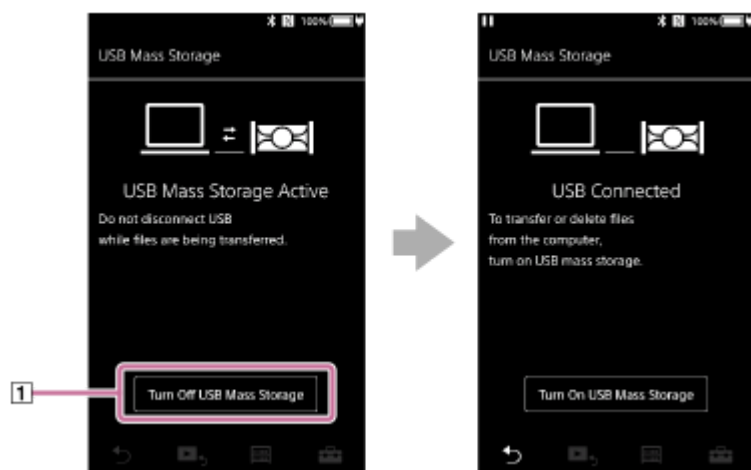 100%
USB Mass Storage
USB Mass Storage Active
Do not disconnect USB
while files are being transferred.
1
Turn Off USB Mass Storage
100%
USB Mass Storage
USB Connected
To transfer or delete files
from the computer,
turn on USB mass storage.
Turn On USB Mass Storage